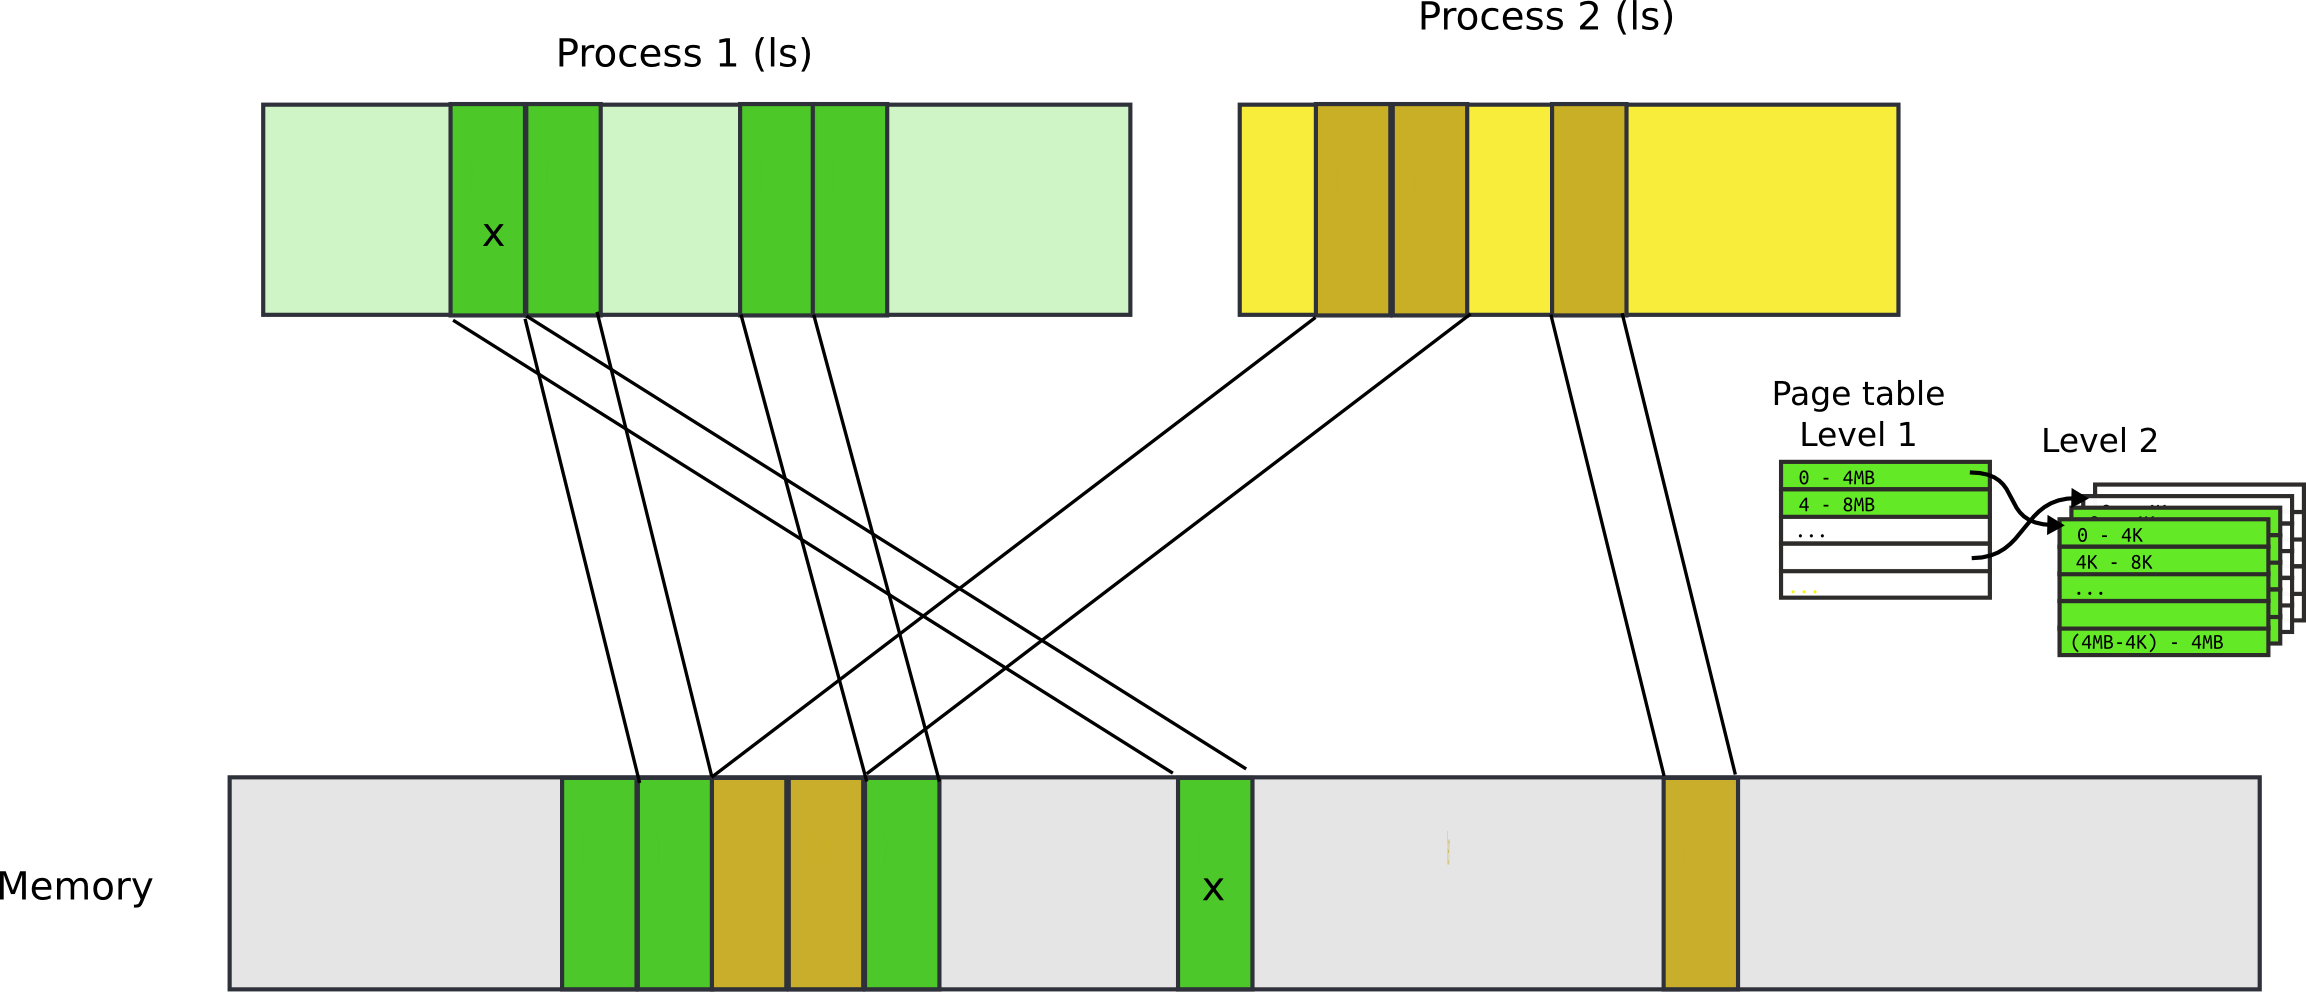 Process 1 (ls)
Process 2 (ls)
x
Page table
Level 1
Level 2
0 - 4MB
4 - 8MB
...
...
0 - 4K
4K - 8K
...
(4MB-4K) - 4MB
Memory
x